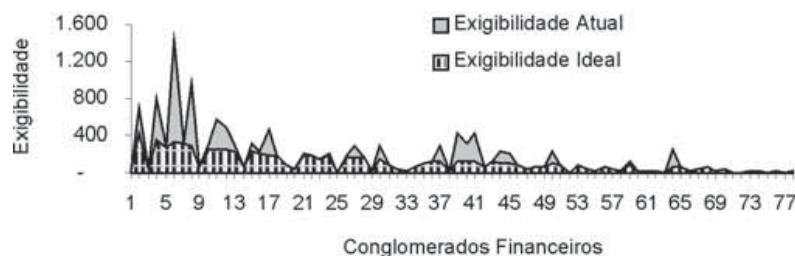 1.600
1.200
800
400
-
Exigibilidade
Exigibilidade Atual
Exigibilidade Ideal
1 5 9 13 17 21 25 29 33 37 41 45 49 53 57 61 65 69 73 77
Conglomerados Financeiros